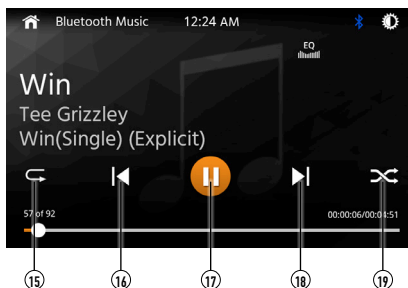 Bluetooth Music 12:24 AM
EQ
Win
Tee Grizzley
Win(Single) (Explicit)
57 of 92 00:00:06/00:04:51
15 16 17 18 19